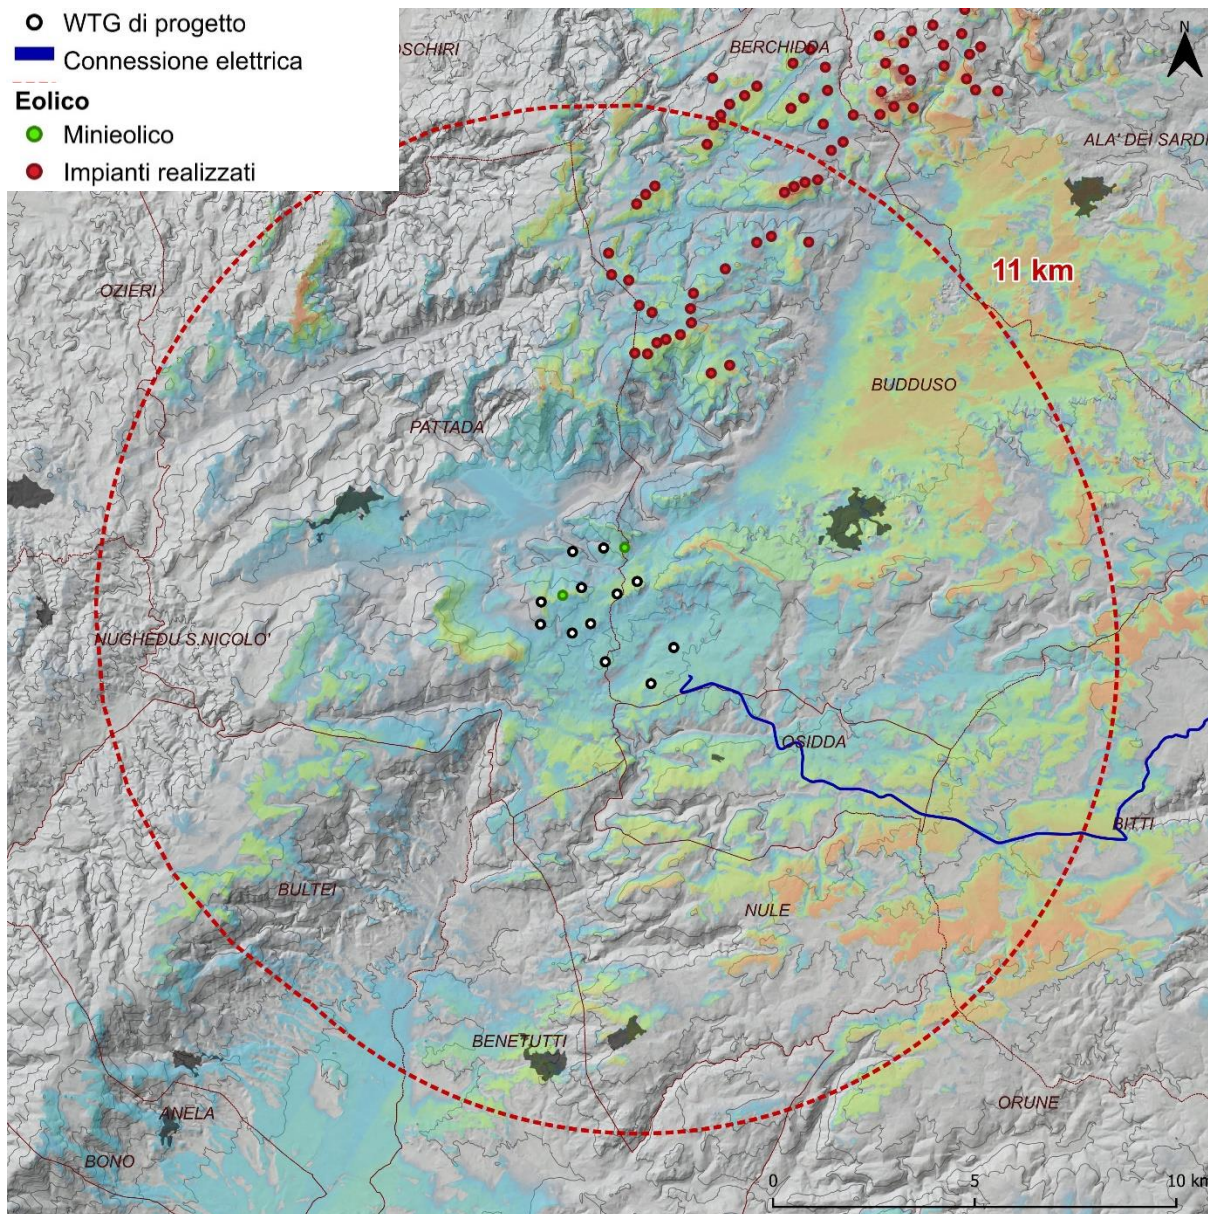 WTG di progetto
Connessione elettrica
Eolico
Minieolico
Impianti realizzati
OSCHIRI
BERCHIDDA
N
ALA' DEI SARDI
OZIERI
11 km
BUDDUSO
PATTADA
NUGHEDU S.NICOLO'
OSIDDA
BITTI
BULTEI
NULE
BENETUTTI
ORUNE
ANELA
BONO
0 5 10 km